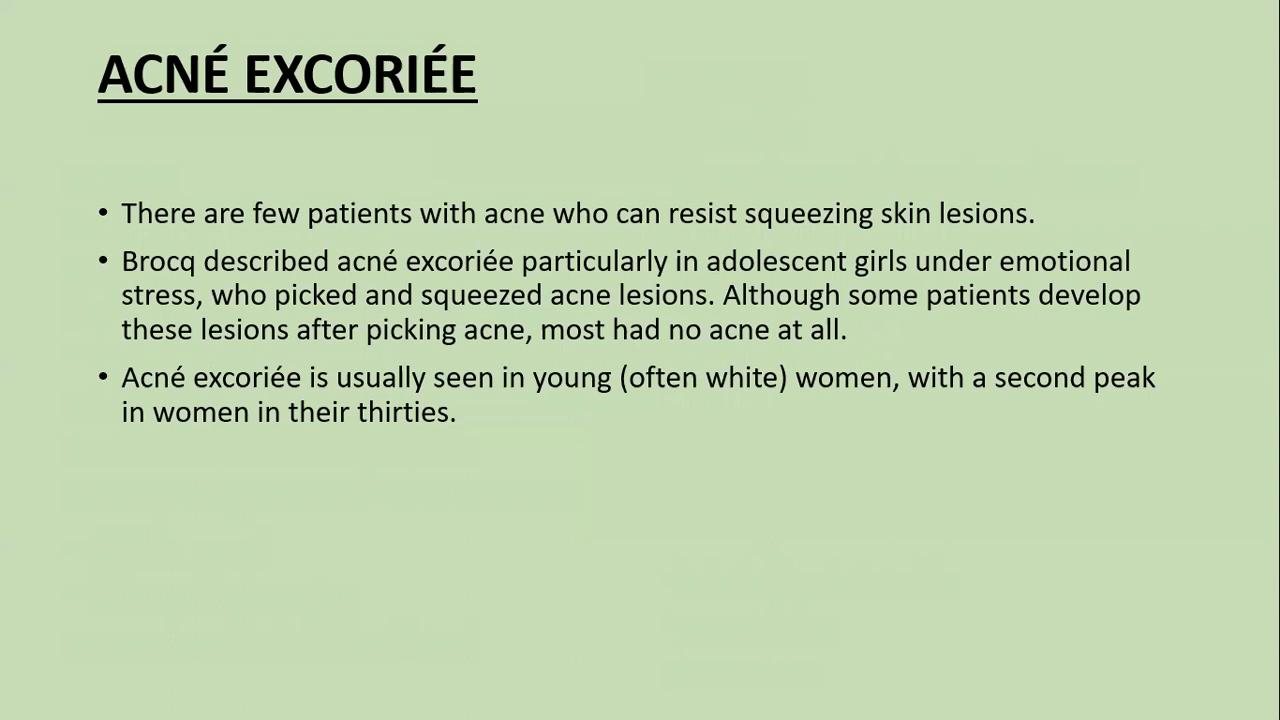 ACNÉ EXCORIÉE
• There are few patients with acne who can resist squeezing skin lesions.
• Brocq described acné excoriée particularly in adolescent girls under emotional
stress, who picked and squeezed acne lesions. Although some patients develop
these lesions after picking acne, most had no acne at all.
• Acné excoriée is usually seen in young (often white) women, with a second peak
in women in their thirties.